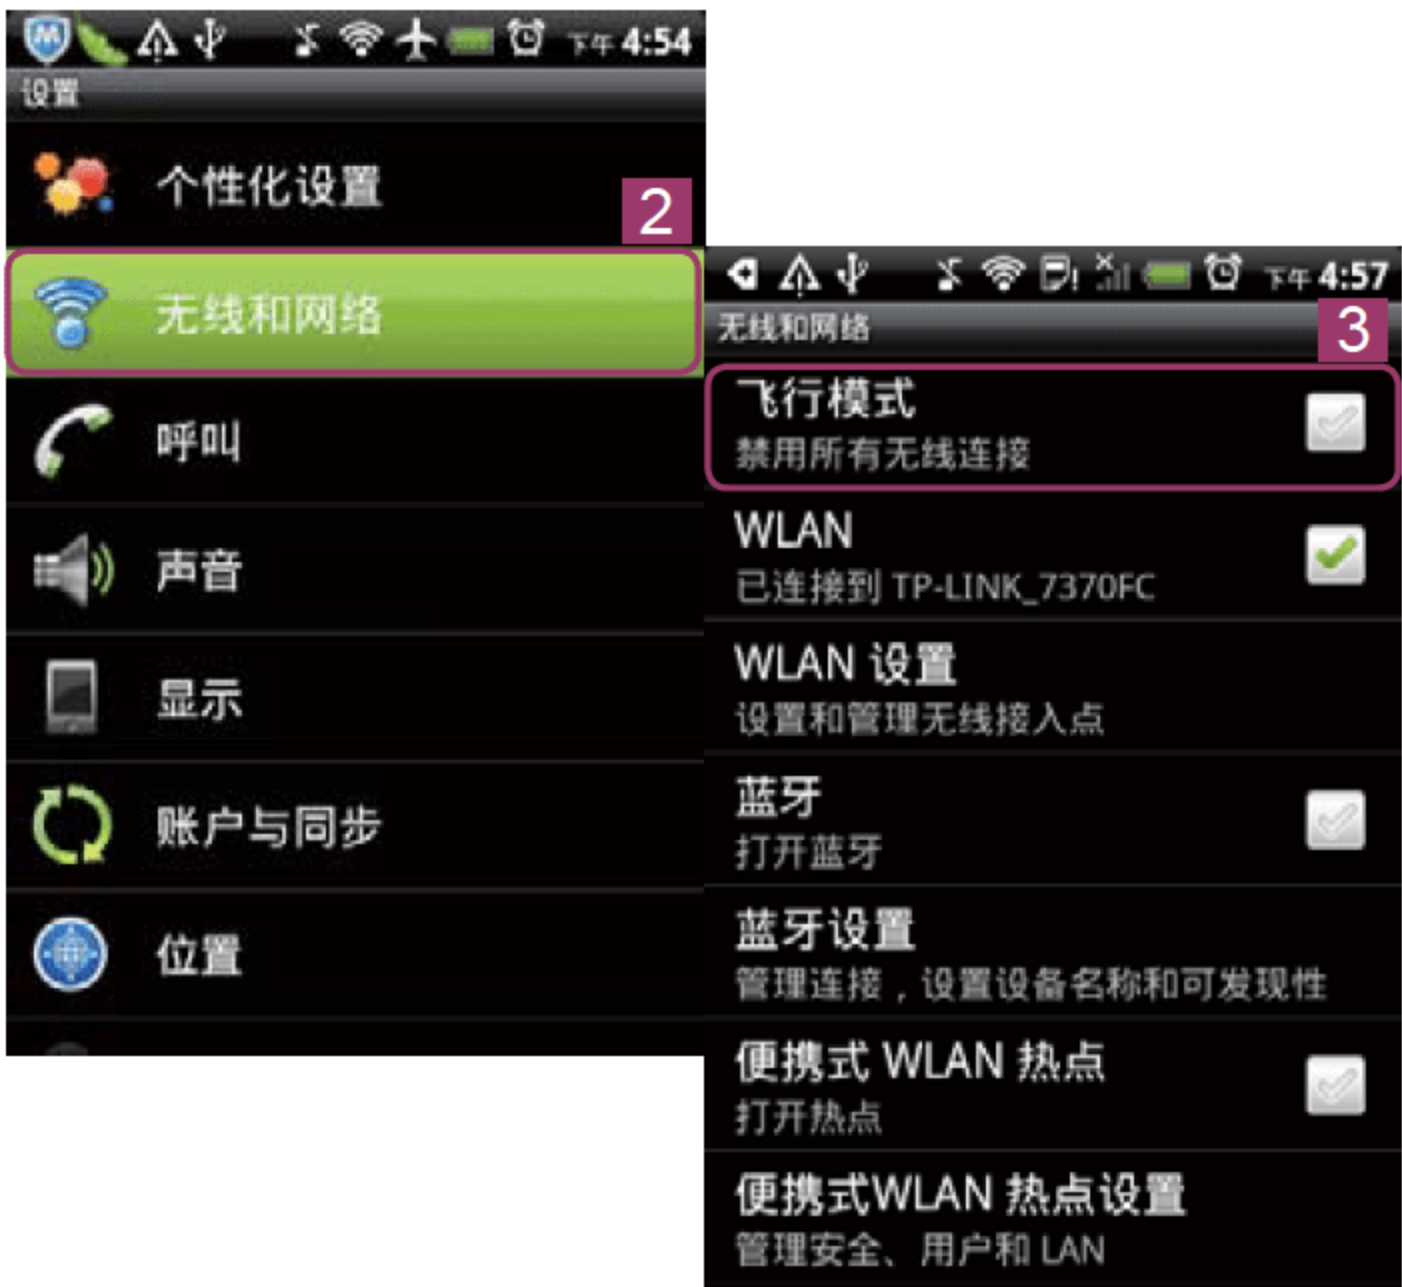 下午 4:54
设置
个性化设置
2
无线和网络
呼叫
声音
显示
账户与同步
位置
下午 4:57
无线和网络
3
飞行模式
禁用所有无线连接
WLAN
已连接到 TP-LINK_7370FC
WLAN 设置
设置和管理无线接入点
蓝牙
打开蓝牙
蓝牙设置
管理连接，设置设备名称和可发现性
便携式 WLAN 热点
打开热点
便携式WLAN 热点设置
管理安全、用户和 LAN